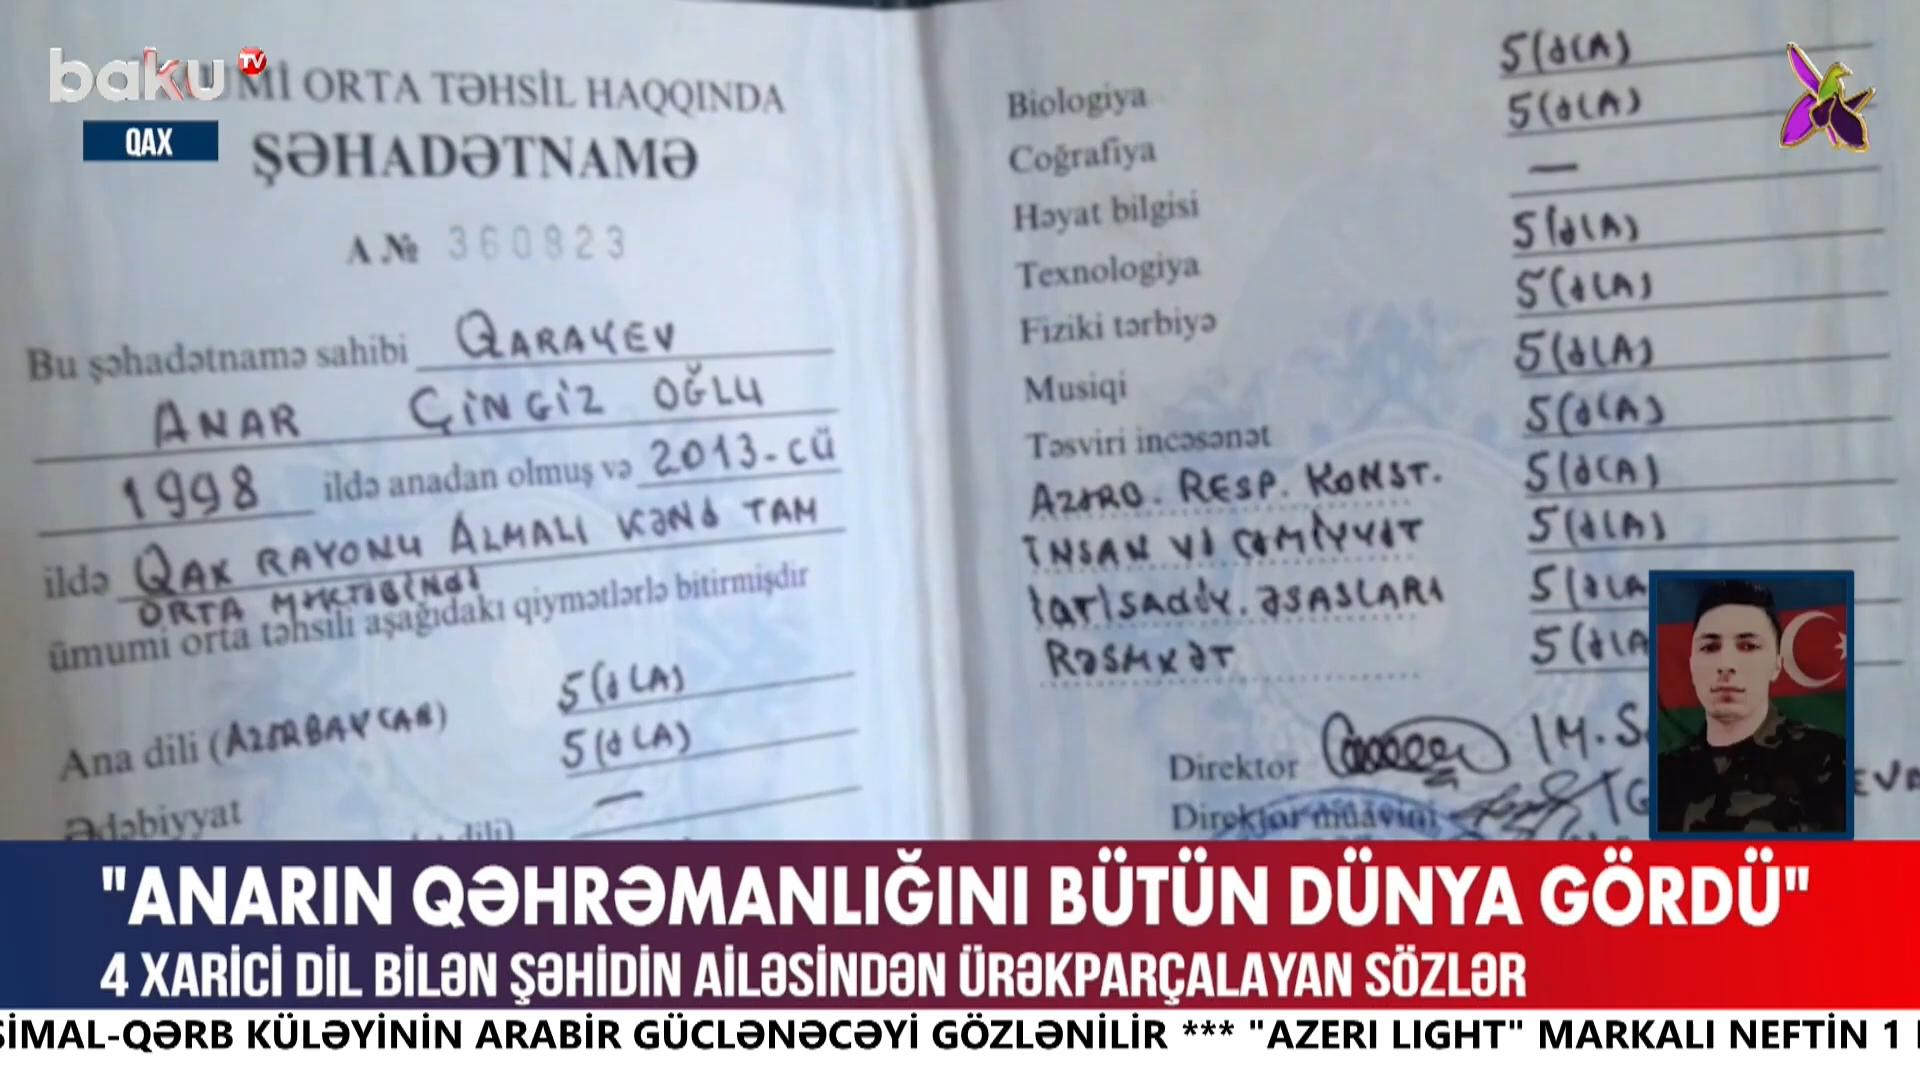 baku TV
QAX
ÜMUMİ ORTA TƏHSİL HAQQINDA
ŞƏHADƏTNAMƏ
A № 360823
Bu şəhadətnamə sahibi QARAYEV
ANAR ÇİNGİZ OĞLU
1998 ildə anadan olmuş və 2013-CÜ
ildə QAX RAYONU ALMALI KƏND TAM
ORTA MƏKTƏBİNDƏ
ümumi orta təhsili aşağıdakı qiymətlərlə bitirmişdir
Ana dili (AZƏRBAYCAN) 5(ƏLA)
5(ƏLA)
Ədəbiyyat —
dili)
5(ƏLA)
Biologiya 5(ƏLA)
Coğrafiya —
Həyat bilgisi 5(ƏLA)
Texnologiya 5(ƏLA)
Fiziki tərbiyə 5(ƏLA)
Musiqi 5(ƏLA)
Təsviri incəsənət 5(ƏLA)
AZƏRB. RESP. KONST. 5(ƏLA)
İNSAN VƏ CƏMİYYƏT 5(ƏLA
İQTİSADİY. ƏSASLARI 5(ƏLA
RƏSMXƏT
Direktor /M.S.
Direktor müavini /G EVA
"ANARIN QƏHRƏMANLIĞINI BÜTÜN DÜNYA GÖRDÜ"
4 XARİCİ DİL BİLƏN ŞƏHİDİN AİLƏSİNDƏN ÜRƏKPARÇALAYAN SÖZLƏR
ŞİMAL-QƏRB KÜLƏYİNİN ARABİR GÜCLƏNƏCƏYİ GÖZLƏNİLİR *** "AZERI LIGHT" MARKALI NEFTİN 1